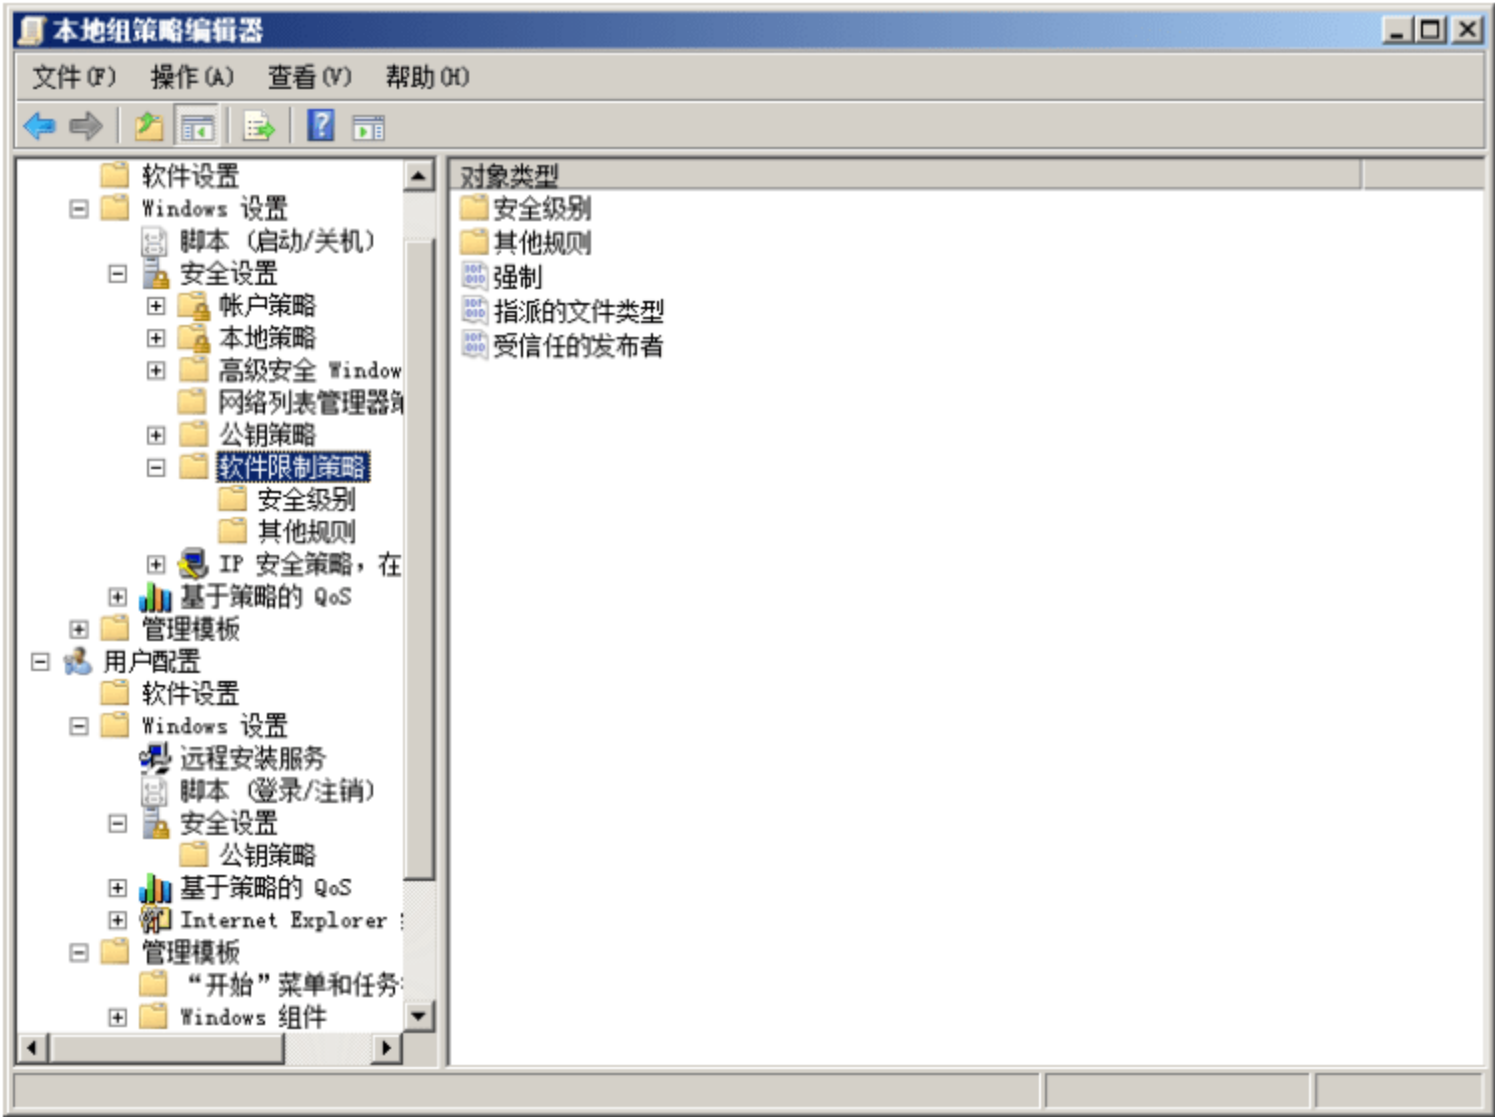 本地组策略编辑器
文件(F) 操作(A) 查看(V) 帮助(H)
软件设置
Windows 设置
脚本 (启动/关机)
安全设置
帐户策略
本地策略
高级安全 Window
网络列表管理器策
公钥策略
软件限制策略
安全级别
其他规则
IP 安全策略，在
基于策略的 QoS
管理模板
用户配置
软件设置
Windows 设置
远程安装服务
脚本 (登录/注销)
安全设置
公钥策略
基于策略的 QoS
Internet Explorer
管理模板
“开始”菜单和任务
Windows 组件
对象类型
安全级别
其他规则
强制
指派的文件类型
受信任的发布者